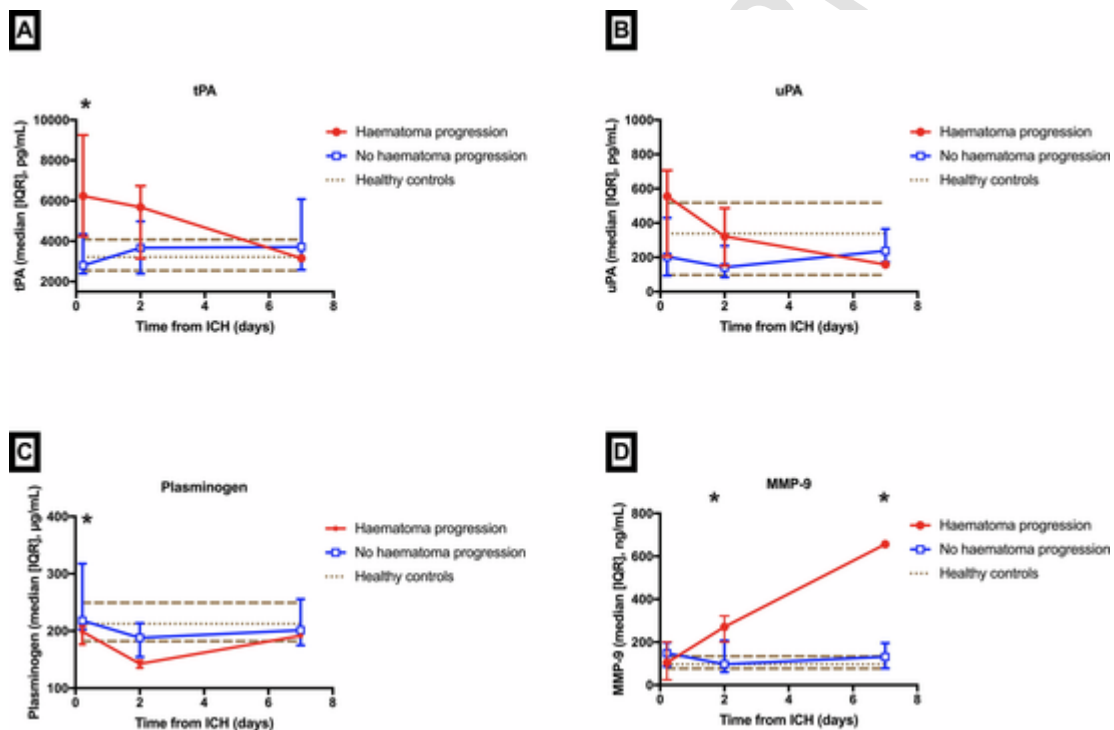 A
tPA
*
10000
8000
6000
4000
2000
tPA (median [IQR], pg/mL)
0
2
4
6
8
Time from ICH (days)
Haematoma progression
No haematoma progression
Healthy controls
B
uPA
1000
800
600
400
200
0
uPA (median [IQR], pg/mL)
0
2
4
6
8
Time from ICH (days)
Haematoma progression
No haematoma progression
Healthy controls
C
Plasminogen
*
400
300
200
100
Plasminogen (median [IQR], µg/mL)
0
2
4
6
8
Time from ICH (days)
Haematoma progression
No haematoma progression
Healthy controls
D
MMP-9
* *
800
600
400
200
0
MMP-9 (median [IQR], ng/mL)
0
2
4
6
8
Time from ICH (days)
Haematoma progression
No haematoma progression
Healthy controls